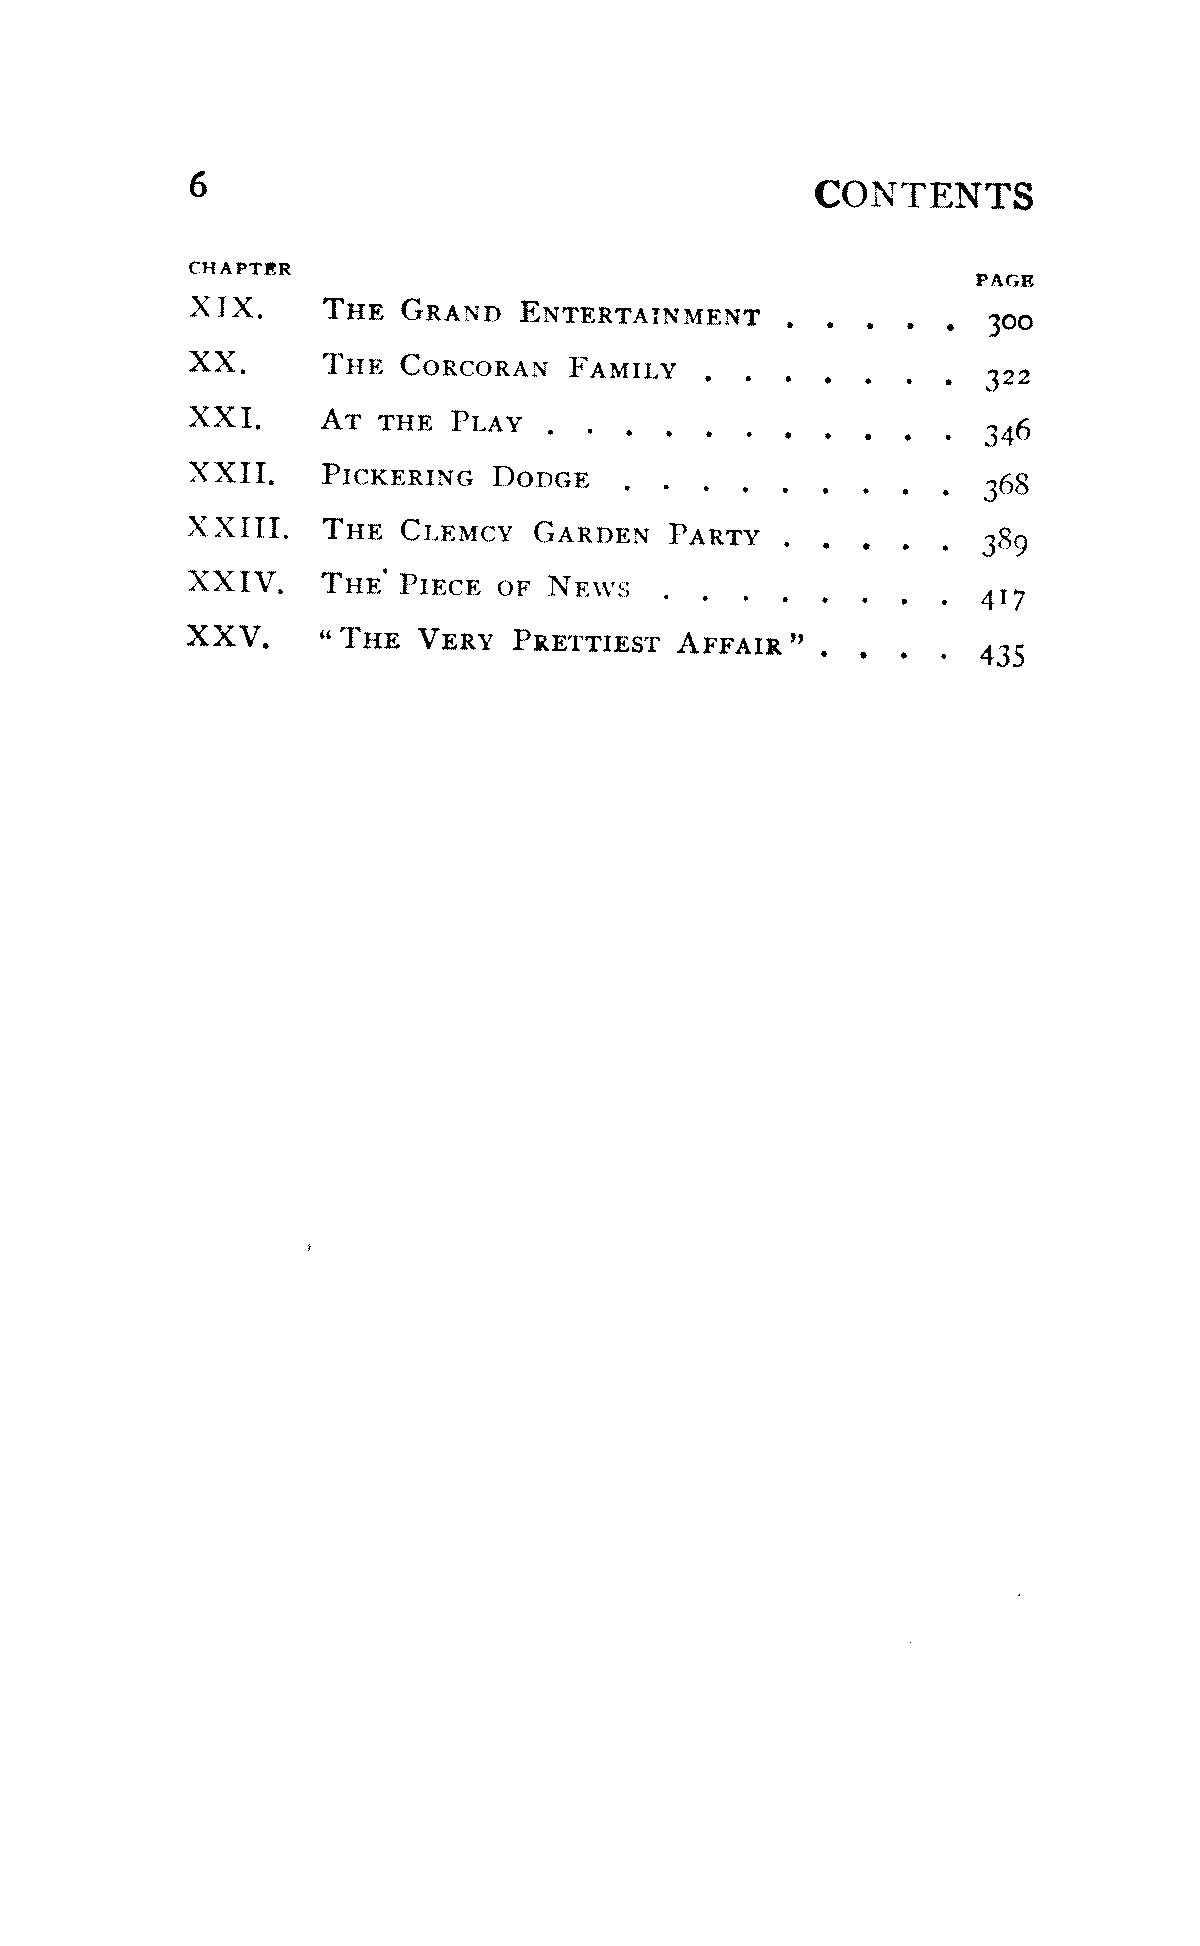 6 CONTENTS
CHAPTER PAGE
XIX. THE GRAND ENTERTAINMENT . . . . . 300
XX. THE CORCORAN FAMILY . . . . . . . 322
XXI. AT THE PLAY . . . . . . . . . . . 346
XXII. PICKERING DODGE . . . . . . . . . 368
XXIII. THE CLEMCY GARDEN PARTY . . . . . 389
XXIV. THE PIECE OF NEWS . . . . . . . . 417
XXV. "THE VERY PRETTIEST AFFAIR" . . . . 435